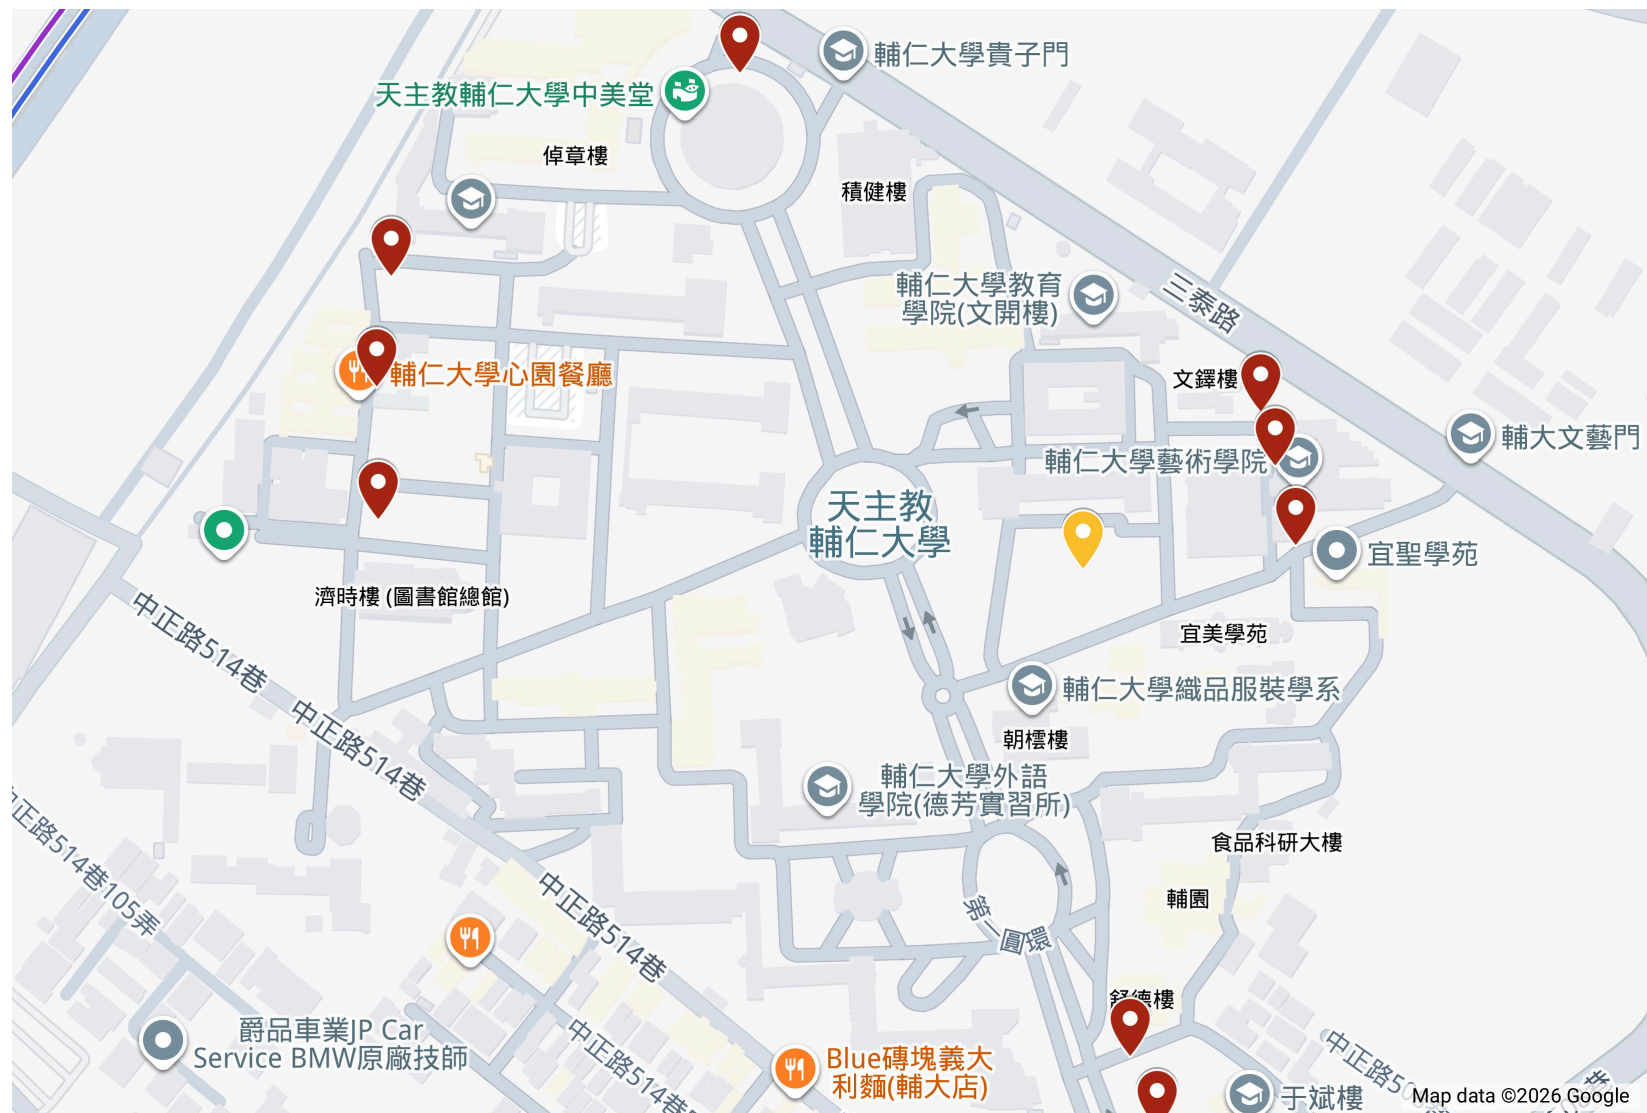 輔仁大學貴子門
天主教輔仁大學中美堂
倬章樓
積健樓
輔仁大學教育
學院(文開樓)
三泰路
輔仁大學心園餐廳
文鐸樓
輔大文藝門
輔仁大學藝術學院
天主教
輔仁大學
宜聖學苑
濟時樓 (圖書館總館)
中正路514巷
宜美學苑
輔仁大學織品服裝學系
中正路514巷
朝橒樓
輔仁大學外語
學院(德芳實習所)
中正路514巷105弄
食品科研大樓
中正路514巷
輔園
第二圓環
舒德樓
爵品車業JP Car
Service BMW原廠技師
中正路514巷
Blue磚塊義大
利麵(輔大店)
于斌樓
中正路50
巷
Map data ©2026 Google